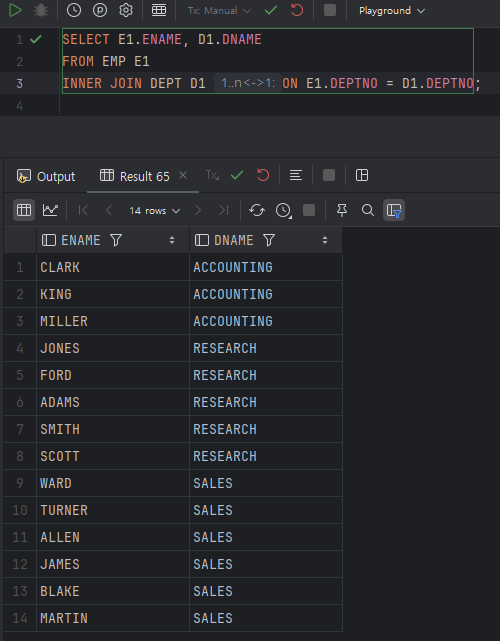 Tx: Manual Playground
1 SELECT E1.ENAME, D1.DNAME
2 FROM EMP E1
3 INNER JOIN DEPT D1 1..n<->1: ON E1.DEPTNO = D1.DEPTNO;
4
Output Result 65 × Tx
14 rows
ENAME DNAME
1 CLARK ACCOUNTING
2 KING ACCOUNTING
3 MILLER ACCOUNTING
4 JONES RESEARCH
5 FORD RESEARCH
6 ADAMS RESEARCH
7 SMITH RESEARCH
8 SCOTT RESEARCH
9 WARD SALES
10 TURNER SALES
11 ALLEN SALES
12 JAMES SALES
13 BLAKE SALES
14 MARTIN SALES